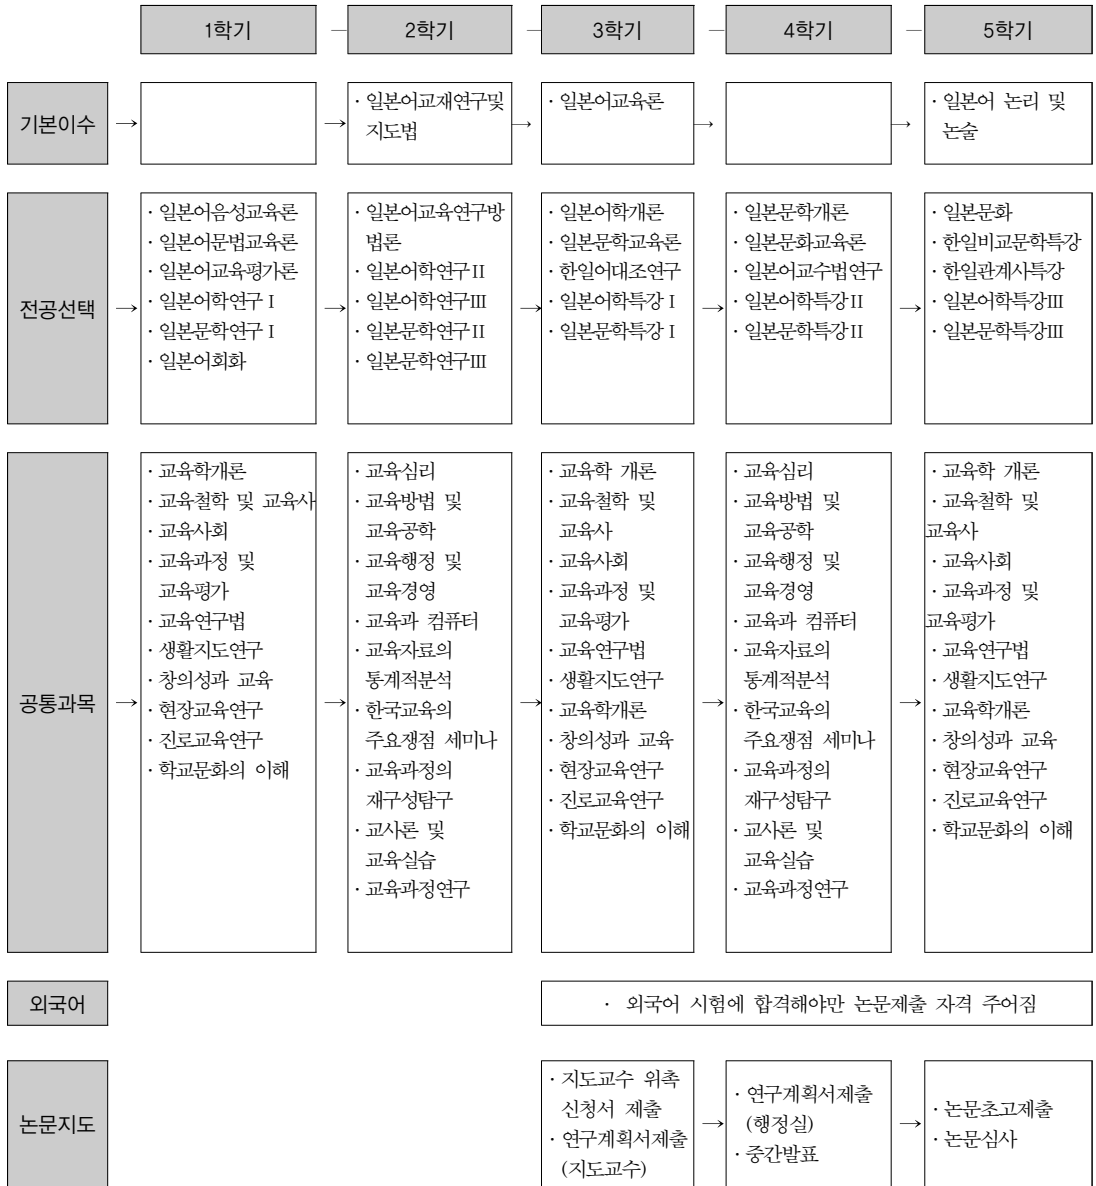 1학기 — 2학기 — 3학기 — 4학기 — 5학기
기본이수
→
→
· 일본어교재연구및
지도법
→
· 일본어교육론
→
→
· 일본어 논리 및
논술
전공선택
→
· 일본어음성교육론
· 일본어문법교육론
· 일본어교육평가론
· 일본어학연구Ⅰ
· 일본문학연구Ⅰ
· 일본어회화
→
· 일본어교육연구방
법론
· 일본어학연구Ⅱ
· 일본어학연구Ⅲ
· 일본문학연구Ⅱ
· 일본문학연구Ⅲ
→
· 일본어학개론
· 일본문학교육론
· 한일어대조연구
· 일본어학특강Ⅰ
· 일본문학특강Ⅰ
→
· 일본문학개론
· 일본문화교육론
· 일본어교수법연구
· 일본어학특강Ⅱ
· 일본문학특강Ⅱ
→
· 일본문화
· 한일비교문학특강
· 한일관계사특강
· 일본어학특강Ⅲ
· 일본문학특강Ⅲ
공통과목
→
· 교육학개론
· 교육철학 및 교육사
· 교육사회
· 교육과정 및
교육평가
· 교육연구법
· 생활지도연구
· 창의성과 교육
· 현장교육연구
· 진로교육연구
· 학교문화의 이해
→
· 교육심리
· 교육방법 및
교육공학
· 교육행정 및
교육경영
· 교육과 컴퓨터
· 교육자료의
통계적분석
· 한국교육의
주요쟁점 세미나
· 교육과정의
재구성탐구
· 교사론 및
교육실습
· 교육과정연구
→
· 교육학 개론
· 교육철학 및
교육사
· 교육사회
· 교육과정 및
교육평가
· 교육연구법
· 생활지도연구
· 교육학개론
· 창의성과 교육
· 현장교육연구
· 진로교육연구
· 학교문화의 이해
→
· 교육심리
· 교육방법 및
교육공학
· 교육행정 및
교육경영
· 교육과 컴퓨터
· 교육자료의
통계적분석
· 한국교육의
주요쟁점 세미나
· 교육과정의
재구성탐구
· 교사론 및
교육실습
· 교육과정연구
→
· 교육학 개론
· 교육철학 및
교육사
· 교육사회
· 교육과정 및
교육평가
· 교육연구법
· 생활지도연구
· 교육학개론
· 창의성과 교육
· 현장교육연구
· 진로교육연구
· 학교문화의 이해
외국어
· 외국어 시험에 합격해야만 논문제출 자격 주어짐
논문지도
· 지도교수 위촉
신청서 제출
· 연구계획서제출
(지도교수)
→
· 연구계획서제출
(행정실)
· 중간발표
→
· 논문초고제출
· 논문심사